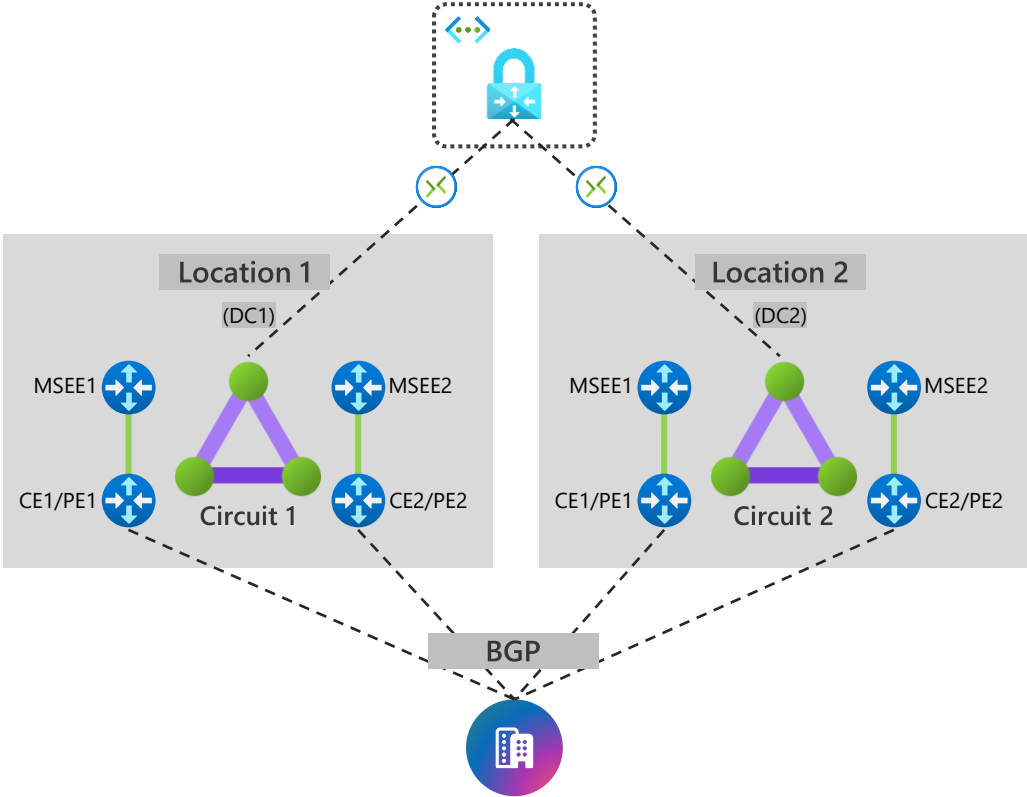 Location 1
(DC1)
MSEE1
MSEE2
CE1/PE1
CE2/PE2
Circuit 1
Location 2
(DC2)
MSEE1
MSEE2
CE1/PE1
CE2/PE2
Circuit 2
BGP